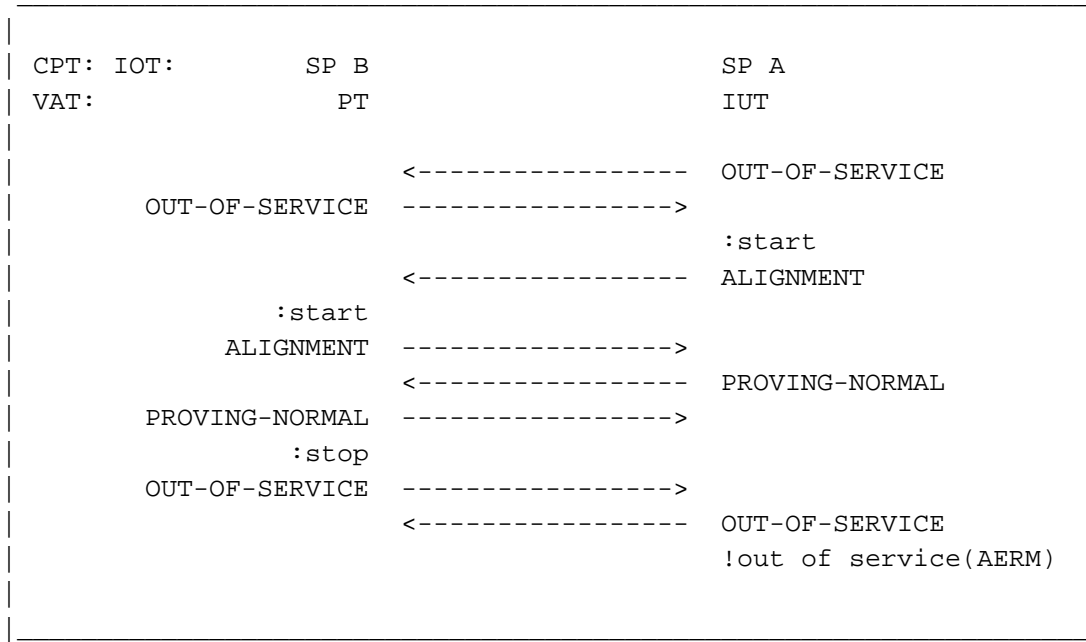 CPT: IOT: SP B SP A
VAT: PT IUT
<----------------- OUT-OF-SERVICE
OUT-OF-SERVICE ----------------->
:start
<----------------- ALIGNMENT
:start
ALIGNMENT ----------------->
<----------------- PROVING-NORMAL
PROVING-NORMAL ----------------->
:stop
OUT-OF-SERVICE ----------------->
<----------------- OUT-OF-SERVICE
!out of service(AERM)